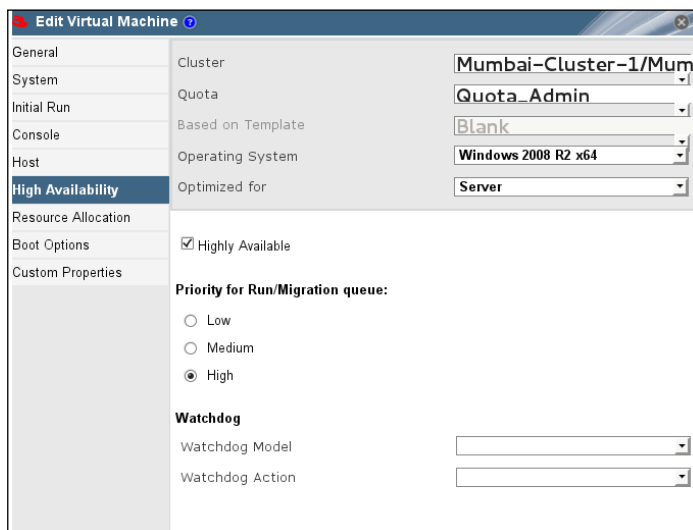 Edit Virtual Machine ?
General
System
Initial Run
Console
Host
High Availability
Resource Allocation
Boot Options
Custom Properties
Cluster Mumbai-Cluster-1/Mum
Quota Quota_Admin
Based on Template Blank
Operating System Windows 2008 R2 x64
Optimized for Server
Highly Available
Priority for Run/Migration queue:
Low
Medium
High
Watchdog
Watchdog Model
Watchdog Action